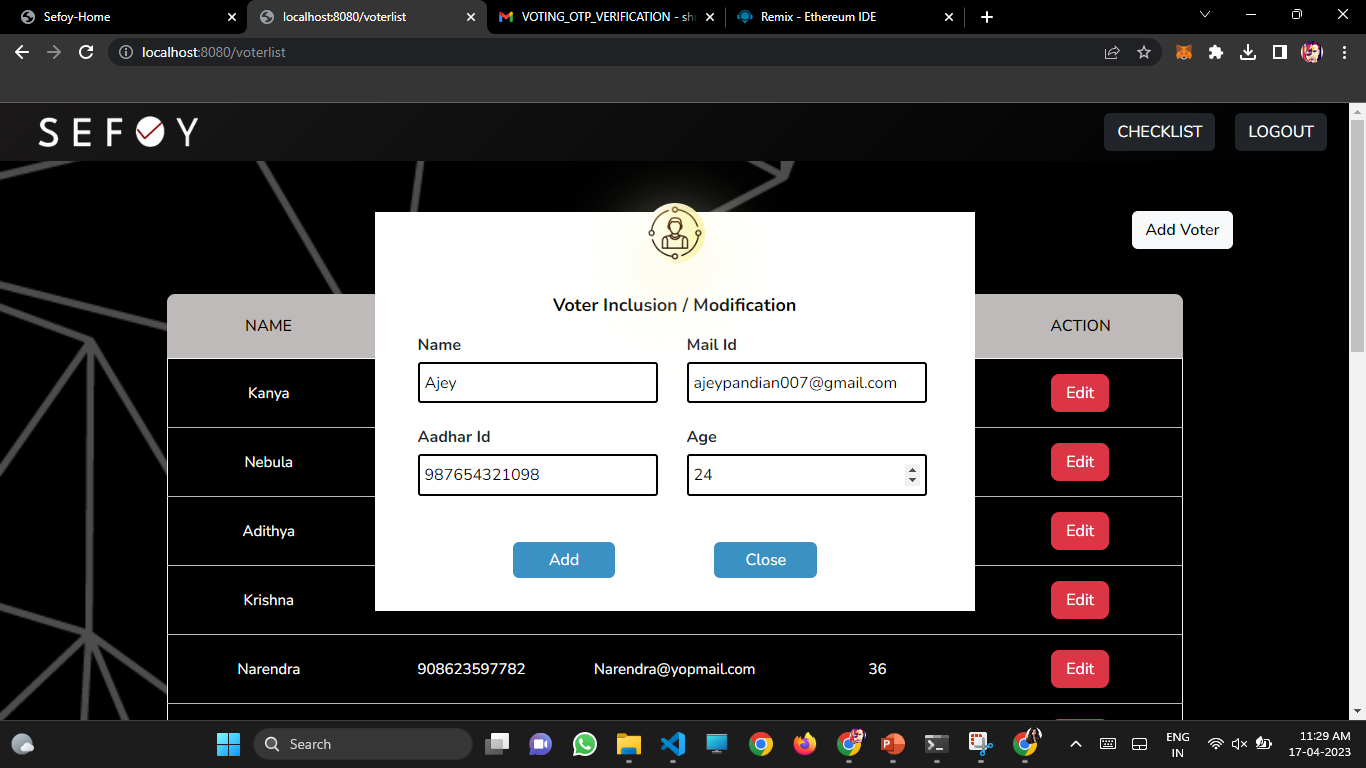 Sefoy-Home
localhost:8080/voterlist
VOTING_OTP_VERIFICATION - shr
Remix - Ethereum IDE
localhost:8080/voterlist
SEFOY
CHECKLIST
LOGOUT
Add Voter
Voter Inclusion / Modification
Name
Mail Id
Ajey
ajeypandian007@gmail.com
Aadhar Id
Age
987654321098
24
Add
Close
NAME
ACTION
Kanya
Edit
Nebula
Edit
Adithya
Edit
Krishna
Edit
Narendra 908623597782 Narendra@yopmail.com 36 Edit
Search
ENG
IN
11:29 AM
17-04-2023